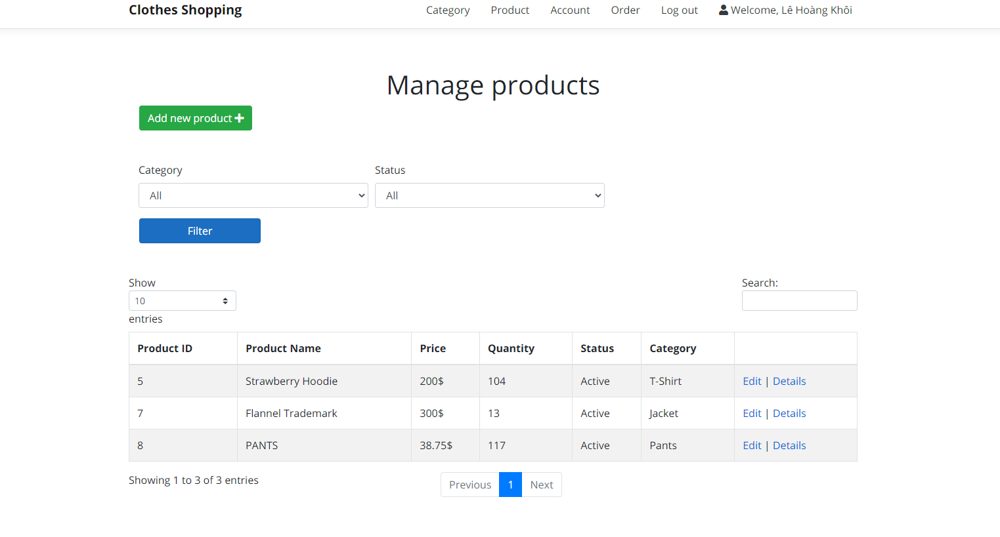 Clothes Shopping Category Product Account Order Log out Welcome, Lê Hoàng Khôi
Manage products
Add new product
Category Status
All All
Filter
Show Search:
10
entries
Product ID Product Name Price Quantity Status Category
5 Strawberry Hoodie 200$ 104 Active T-Shirt Edit | Details
7 Flannel Trademark 300$ 13 Active Jacket Edit | Details
8 PANTS 38.75$ 117 Active Pants Edit | Details
Showing 1 to 3 of 3 entries Previous 1 Next